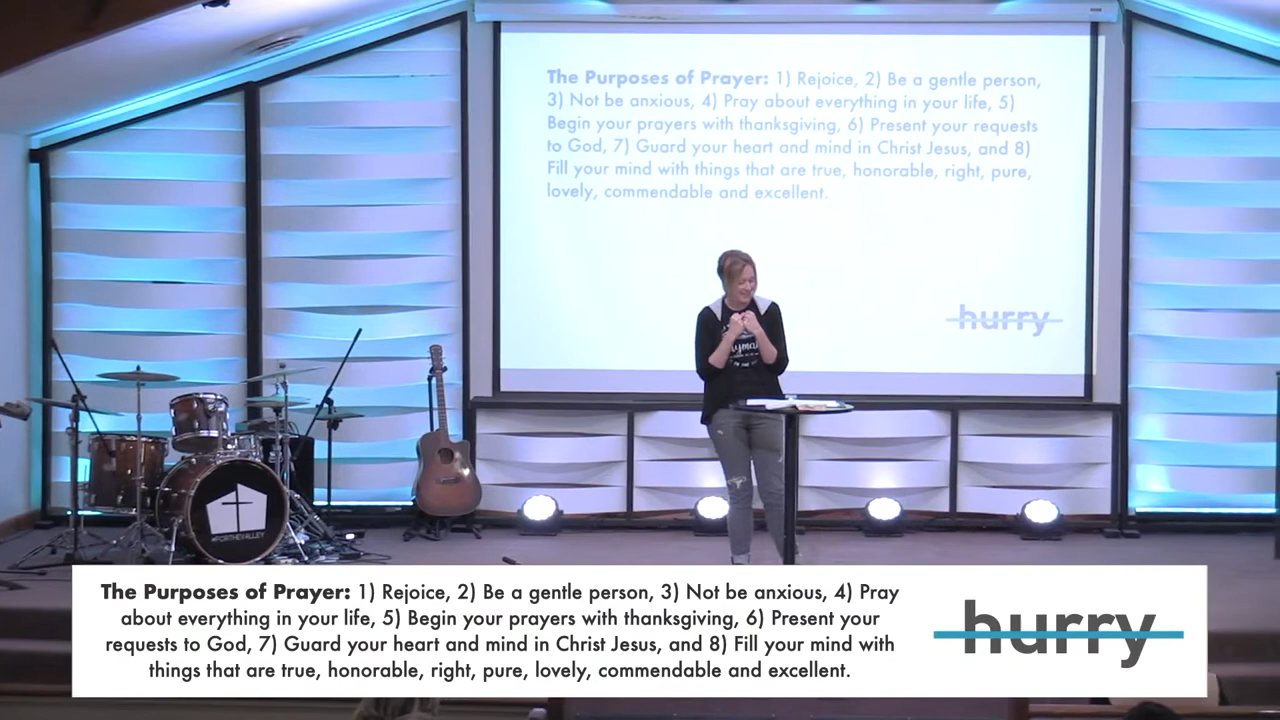 The Purposes of Prayer: 1) Rejoice, 2) Be a gentle person,
3) Not be anxious, 4) Pray about everything in your life, 5)
Begin your prayers with thanksgiving, 6) Present your requests
to God, 7) Guard your heart and mind in Christ Jesus, and 8)
Fill your mind with things that are true, honorable, right, pure,
lovely, commendable and excellent.
hurry
#FORTHEVALLEY
The Purposes of Prayer: 1) Rejoice, 2) Be a gentle person, 3) Not be anxious, 4) Pray
about everything in your life, 5) Begin your prayers with thanksgiving, 6) Present your
requests to God, 7) Guard your heart and mind in Christ Jesus, and 8) Fill your mind with
things that are true, honorable, right, pure, lovely, commendable and excellent.
hurry